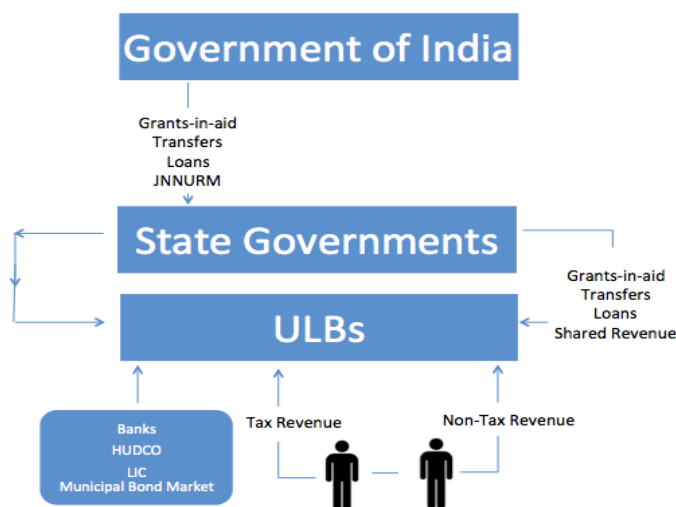 Government of India
Grants-in-aid
Transfers
Loans
JNNURM
State Governments
Grants-in-aid
Transfers
Loans
Shared Revenue
ULBs
Banks
HUDCO
LIC
Municipal Bond Market
Tax Revenue
Non-Tax Revenue